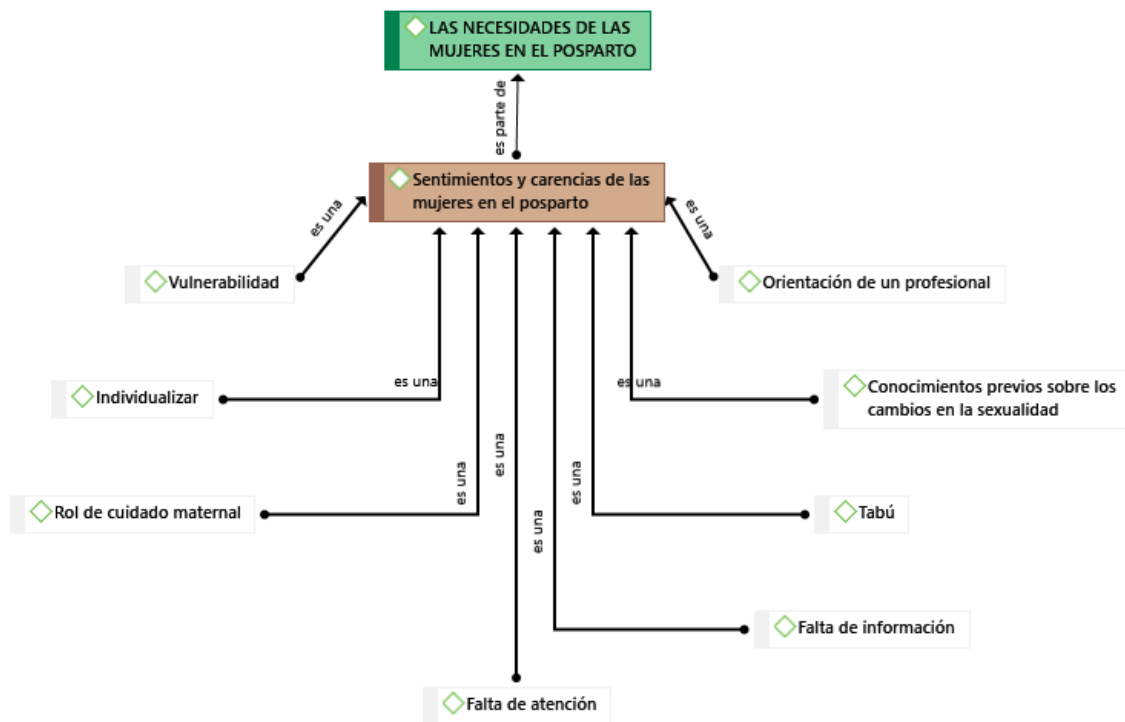 LAS NECESIDADES DE LAS
MUJERES EN EL POSPARTO
es parte de
Sentimientos y carencias de las
mujeres en el posparto
es una
es una
Vulnerabilidad
Orientación de un profesional
es una
es una
Individualizar
Conocimientos previos sobre los
cambios en la sexualidad
es una
es una
es una
es una
Rol de cuidado maternal
Tabú
Falta de información
Falta de atención